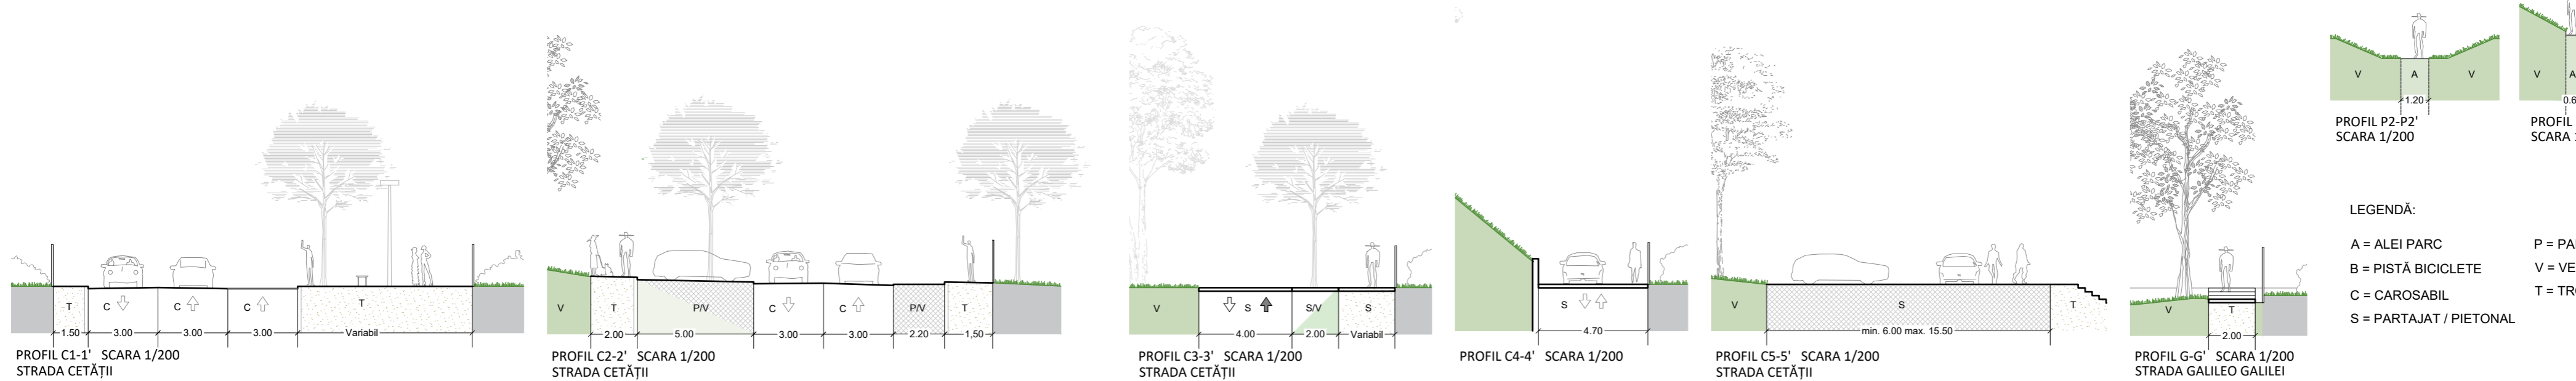 T
C
C
C
T
1.50
3.00
3.00
3.00
Variabil
PROFIL C1-1' SCARA 1/200
STRADA CETĂȚII
V
T
P/V
C
C
P/V
T
2.00
5.00
3.00
3.00
2.20
1.50
PROFIL C2-2' SCARA 1/200
STRADA CETĂȚII
V
S
S/V
S
4.00
2.00
Variabil
PROFIL C3-3' SCARA 1/200
STRADA CETĂȚII
S
4.70
PROFIL C4-4' SCARA 1/200
V
S
T
min. 6.00 max. 15.50
PROFIL C5-5' SCARA 1/200
STRADA CETĂȚII
V
T
2.00
PROFIL G-G' SCARA 1/200
STRADA GALILEO GALILEI
V
A
V
1.20
PROFIL P2-P2'
SCARA 1/200
V
A
PROFIL
SCARA
LEGENDĂ:
A = ALEI PARC
B = PISTĂ BICICLETE
C = CAROSABIL
S = PARTAJAT / PIETONAL
P =
V =
T =